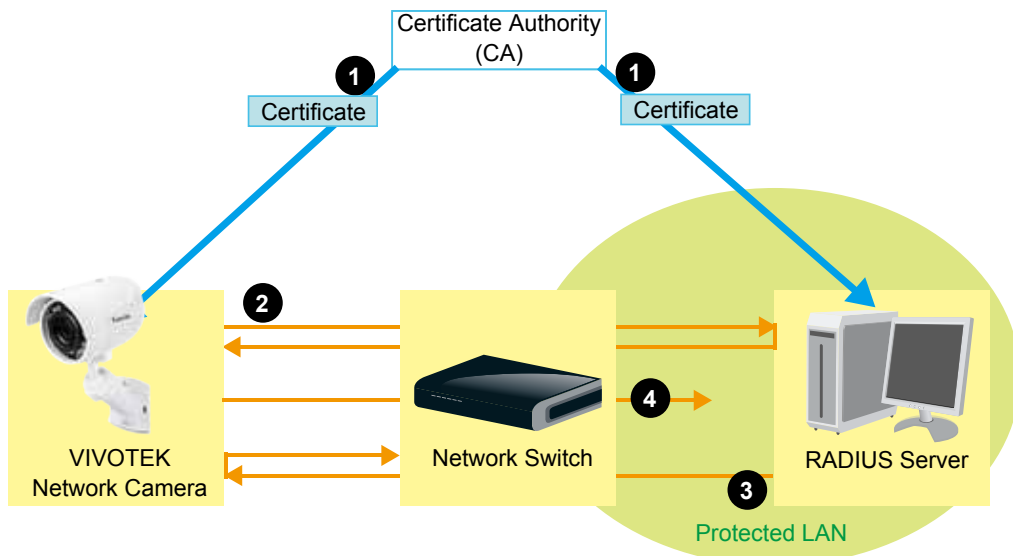 Certificate Authority
(CA)
1
1
Certificate
Certificate
2
4
VIVOTEK
Network Camera
Network Switch
RADIUS Server
3
Protected LAN